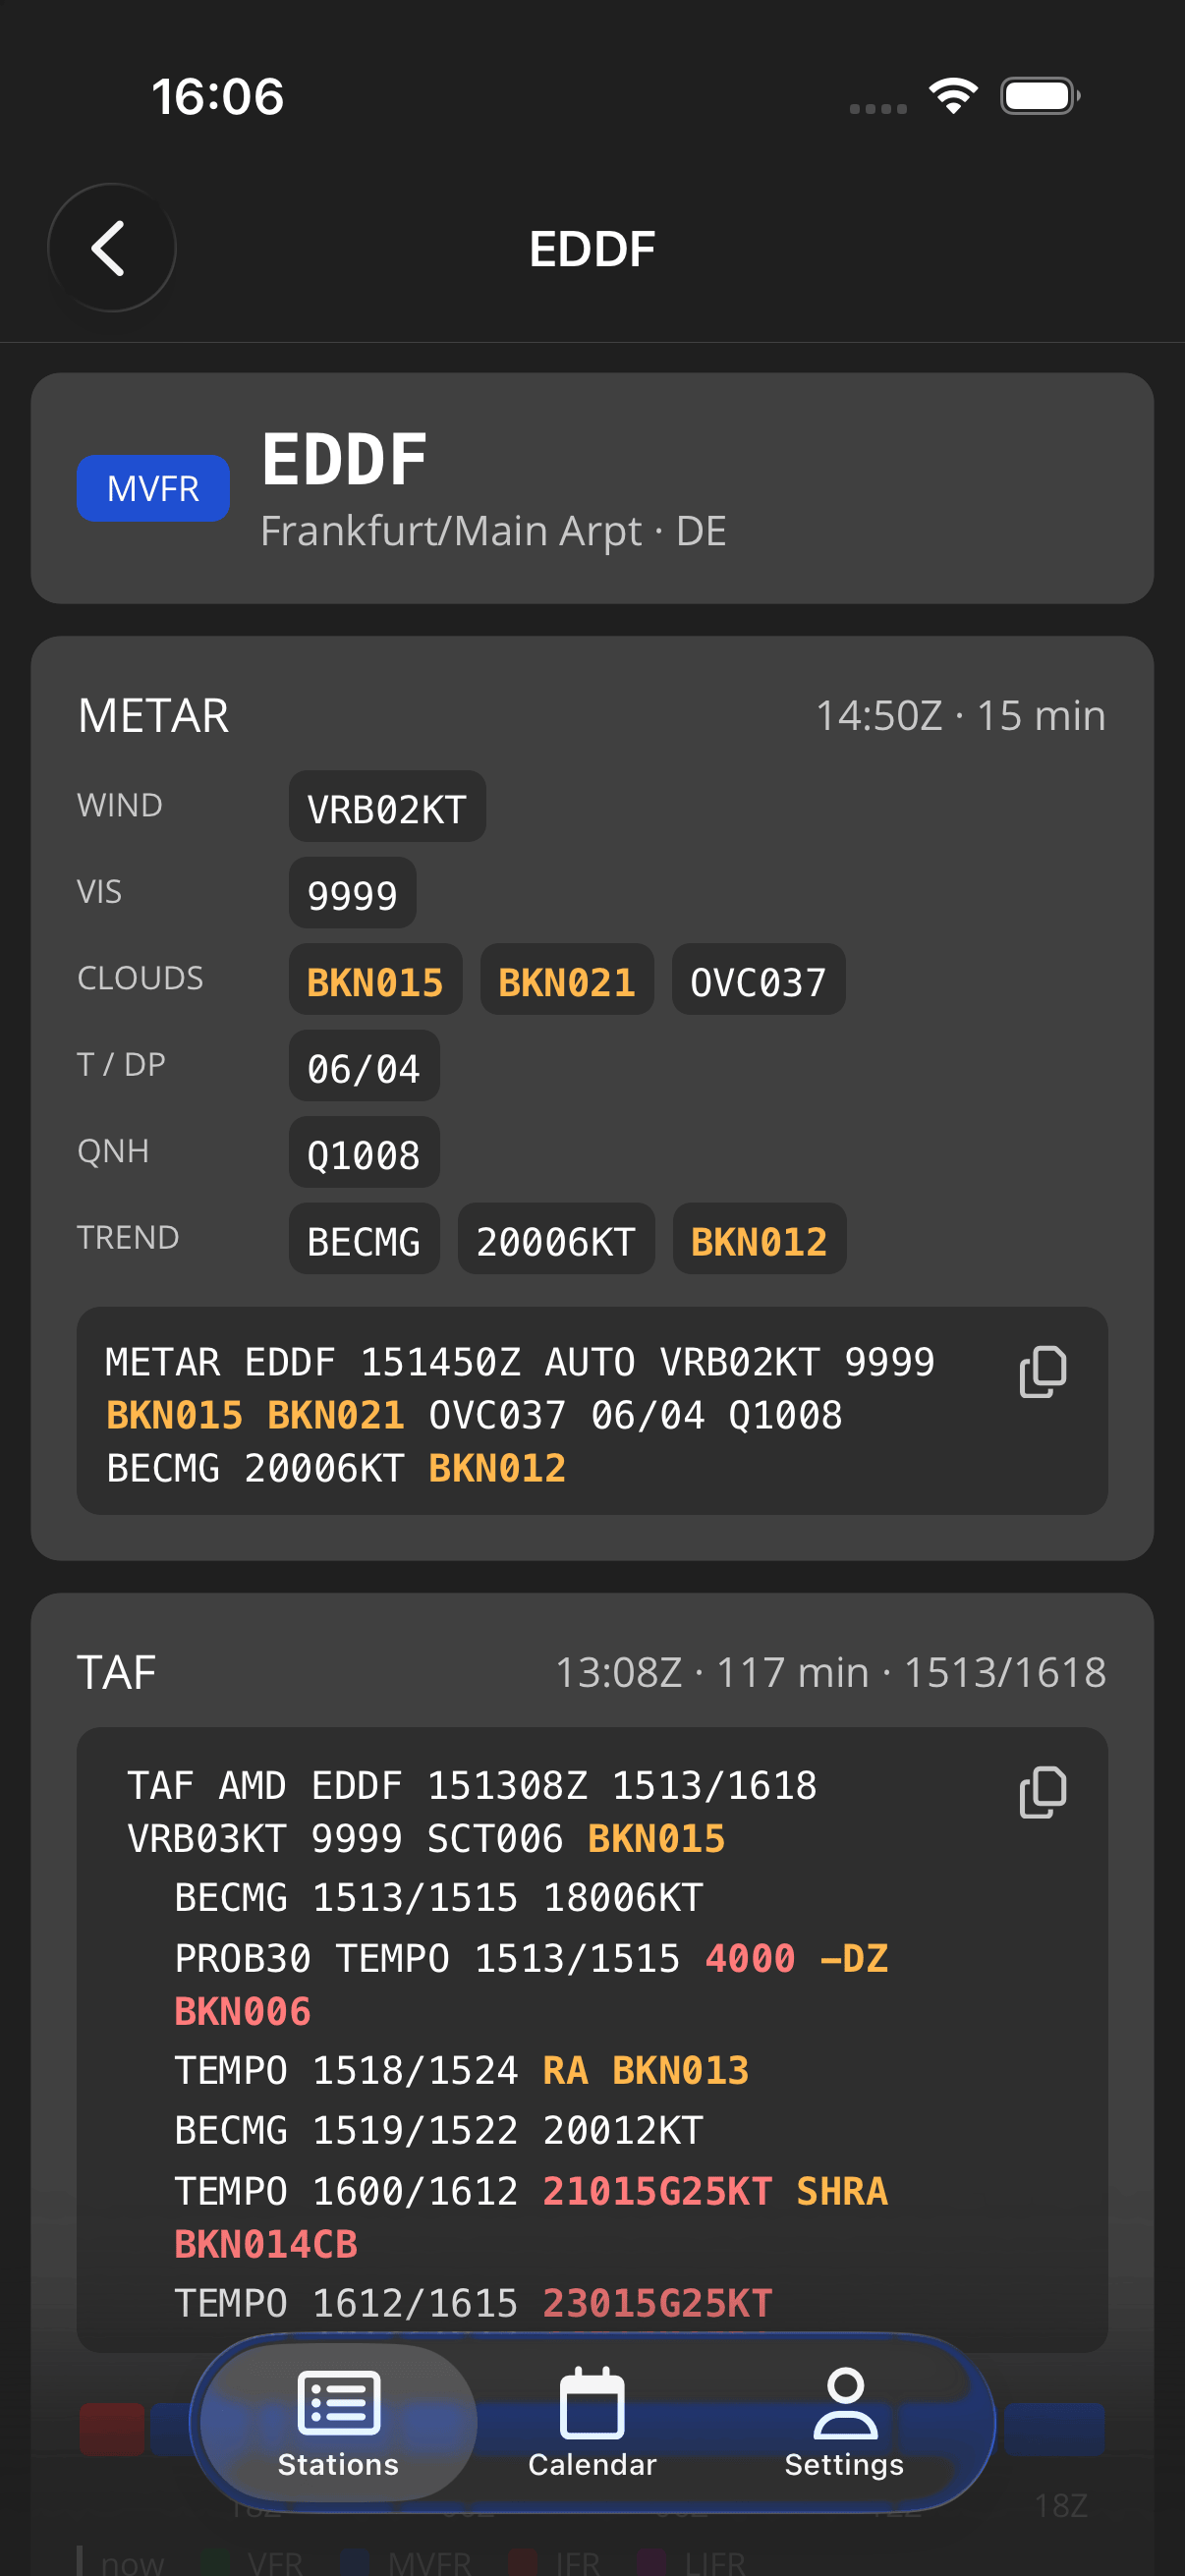 16:06
EDDF
MVFR
EDDF
Frankfurt/Main Arpt · DE
METAR
14:50Z · 15 min
WIND
VRB02KT
VIS
9999
CLOUDS
BKN015 BKN021 OVC037
T / DP
06/04
QNH
Q1008
TREND
BECMG 20006KT BKN012
METAR EDDF 151450Z AUTO VRB02KT 9999
BKN015 BKN021 OVC037 06/04 Q1008
BECMG 20006KT BKN012
TAF
13:08Z · 117 min · 1513/1618
TAF AMD EDDF 151308Z 1513/1618
VRB03KT 9999 SCT006 BKN015
BECMG 1513/1515 18006KT
PROB30 TEMPO 1513/1515 4000 −DZ
BKN006
TEMPO 1518/1524 RA BKN013
BECMG 1519/1522 20012KT
TEMPO 1600/1612 21015G25KT SHRA
BKN014CB
TEMPO 1612/1615 23015G25KT
Stations
Calendar
Settings
18Z
now VFR MVFR IFR LIFR